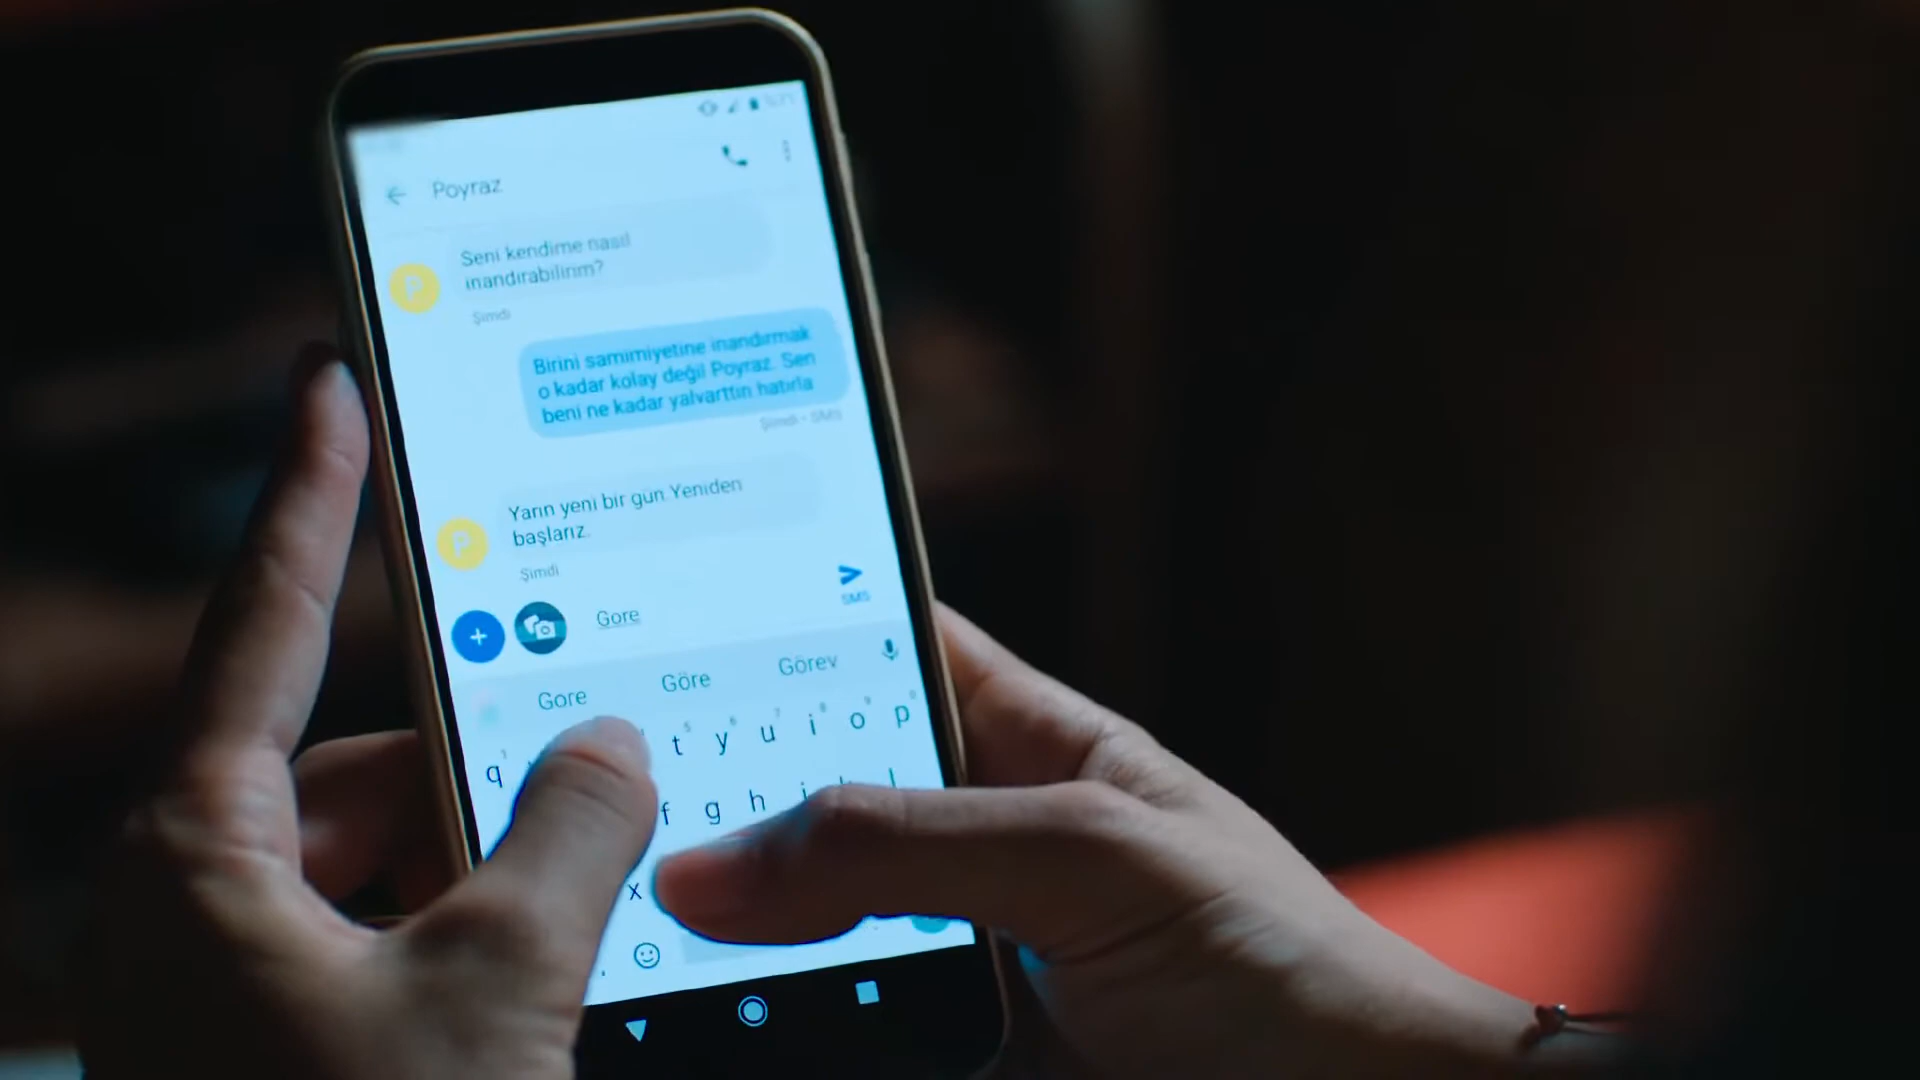 Poyraz
Seni kendime nasıl
inandırabilirim?
Şimdi
Birini samimiyetine inandırmak
o kadar kolay değil Poyraz. Sen
beni ne kadar yalvarttın hatırla
Şimdi • SMS
Yarın yeni bir gün Yeniden
başlarız.
Şimdi
Gore
SMS
Gore Göre Görev
q t y u i o p
f g h
x